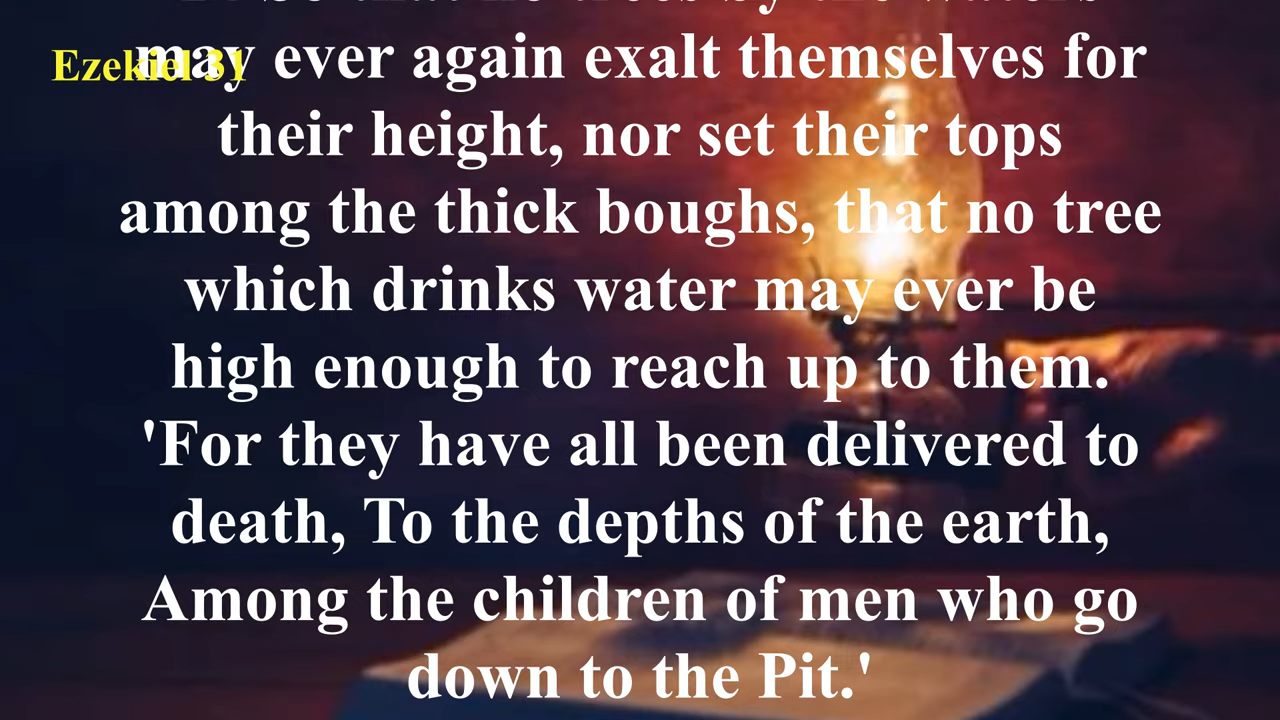 Ezekiel 31
may ever again exalt themselves for
their height, nor set their tops
among the thick boughs, that no tree
which drinks water may ever be
high enough to reach up to them.
'For they have all been delivered to
death, To the depths of the earth,
Among the children of men who go
down to the Pit.'